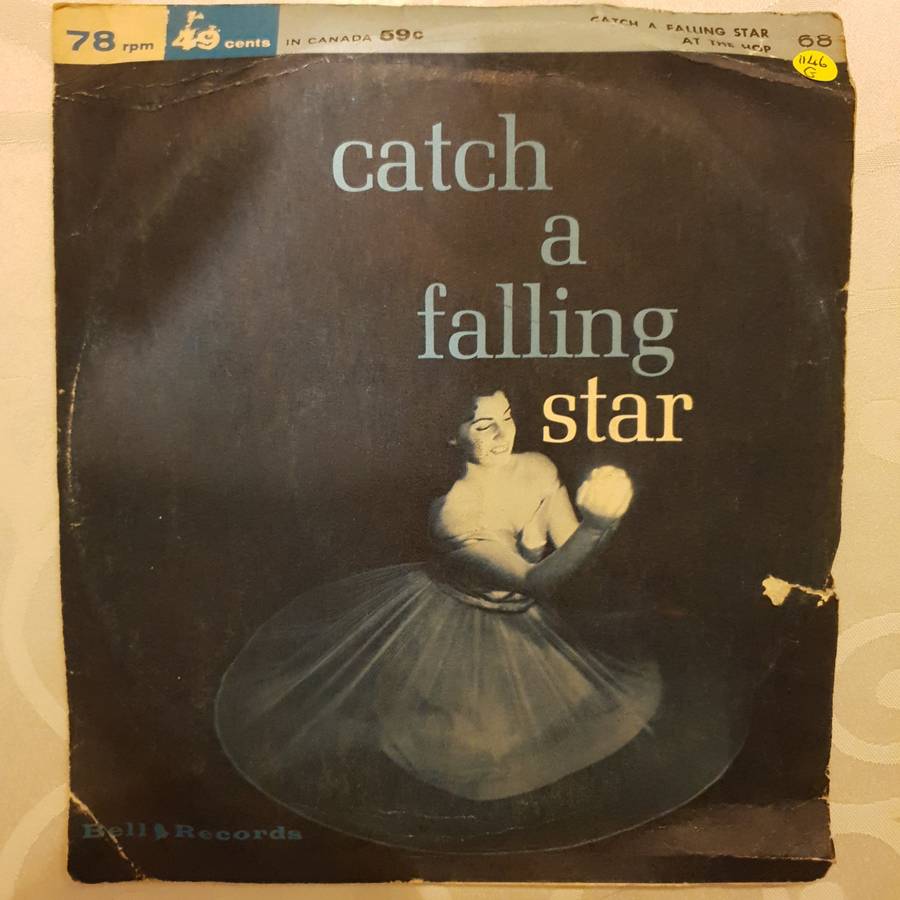 78 rpm 49 cents IN CANADA 59c
CATCH A FALLING STAR
AT THE HOP
68
1146
G
catch
a
falling
star
Bell Records